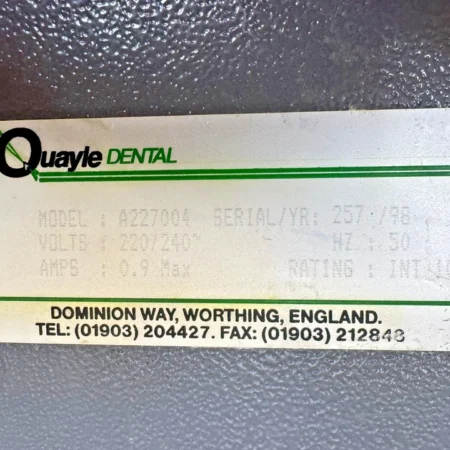 Quayle DENTAL
MODEL : A227004 SERIAL/YR: 257 /98
VOLTS : 220/240~ HZ : 50
AMPS : 0.9 Max RATING : INT
DOMINION WAY, WORTHING, ENGLAND.
TEL: (01903) 204427. FAX: (01903) 212848